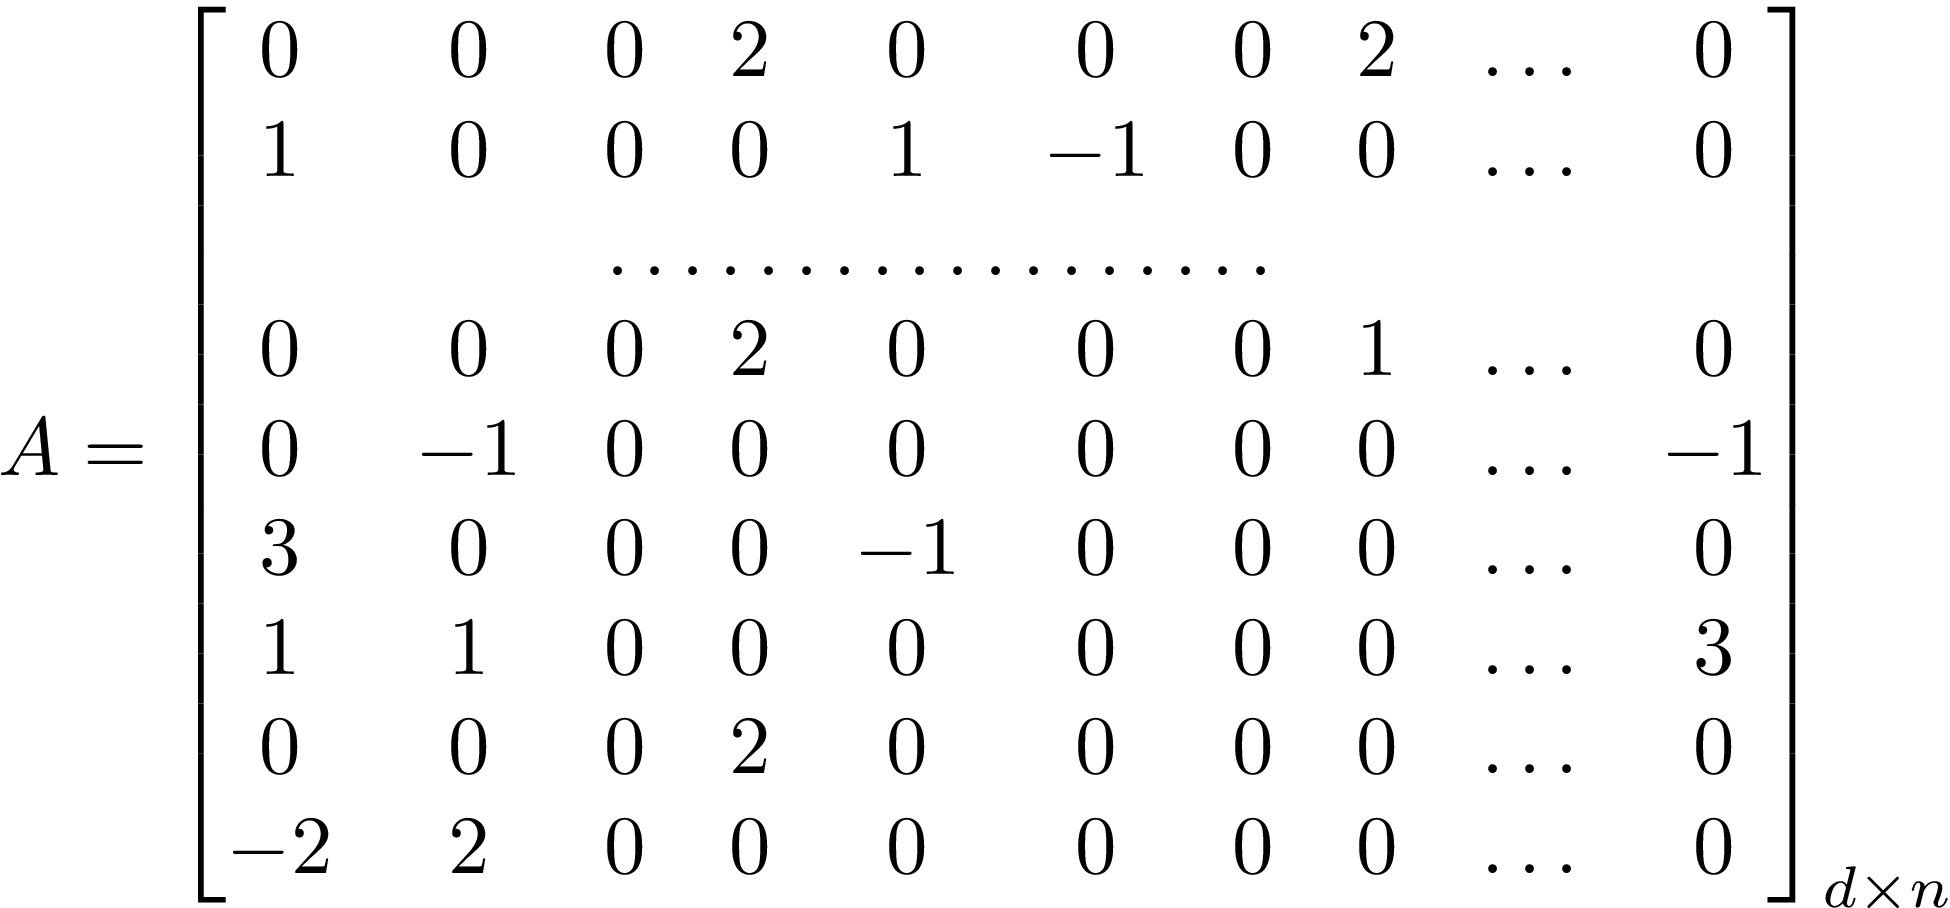 0 0 0 2 0 0 0 2 … 0
1 0 0 0 1 −1 0 0 … 0
. . . . . . . . . . . . . . . . . .
0 0 0 2 0 0 0 1 … 0
A = 0 −1 0 0 0 0 0 0 … −1
3 0 0 0 −1 0 0 0 … 0
1 1 0 0 0 0 0 0 … 3
0 0 0 2 0 0 0 0 … 0
−2 2 0 0 0 0 0 0 … 0
d×n